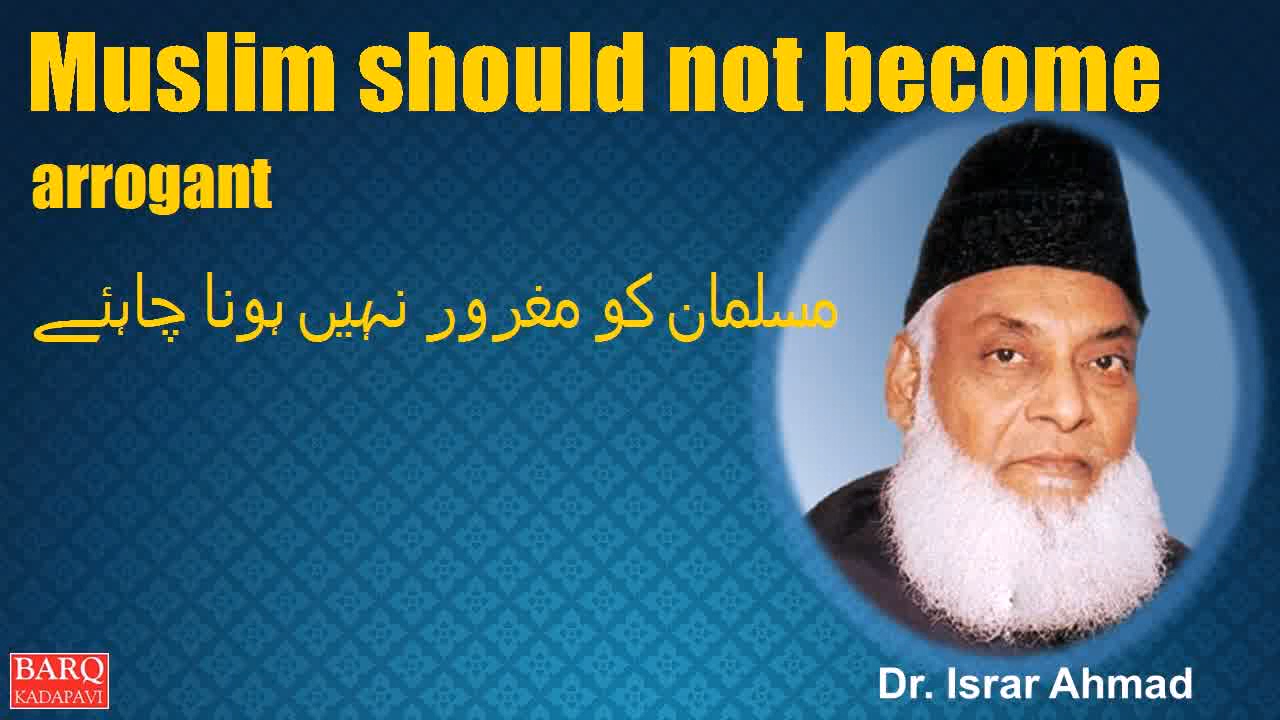 Muslim should not become
arrogant
مسلمان کو مغرور نہیں ہونا چاہئے
Dr. Israr Ahmad
BARQ
KADAPAVI